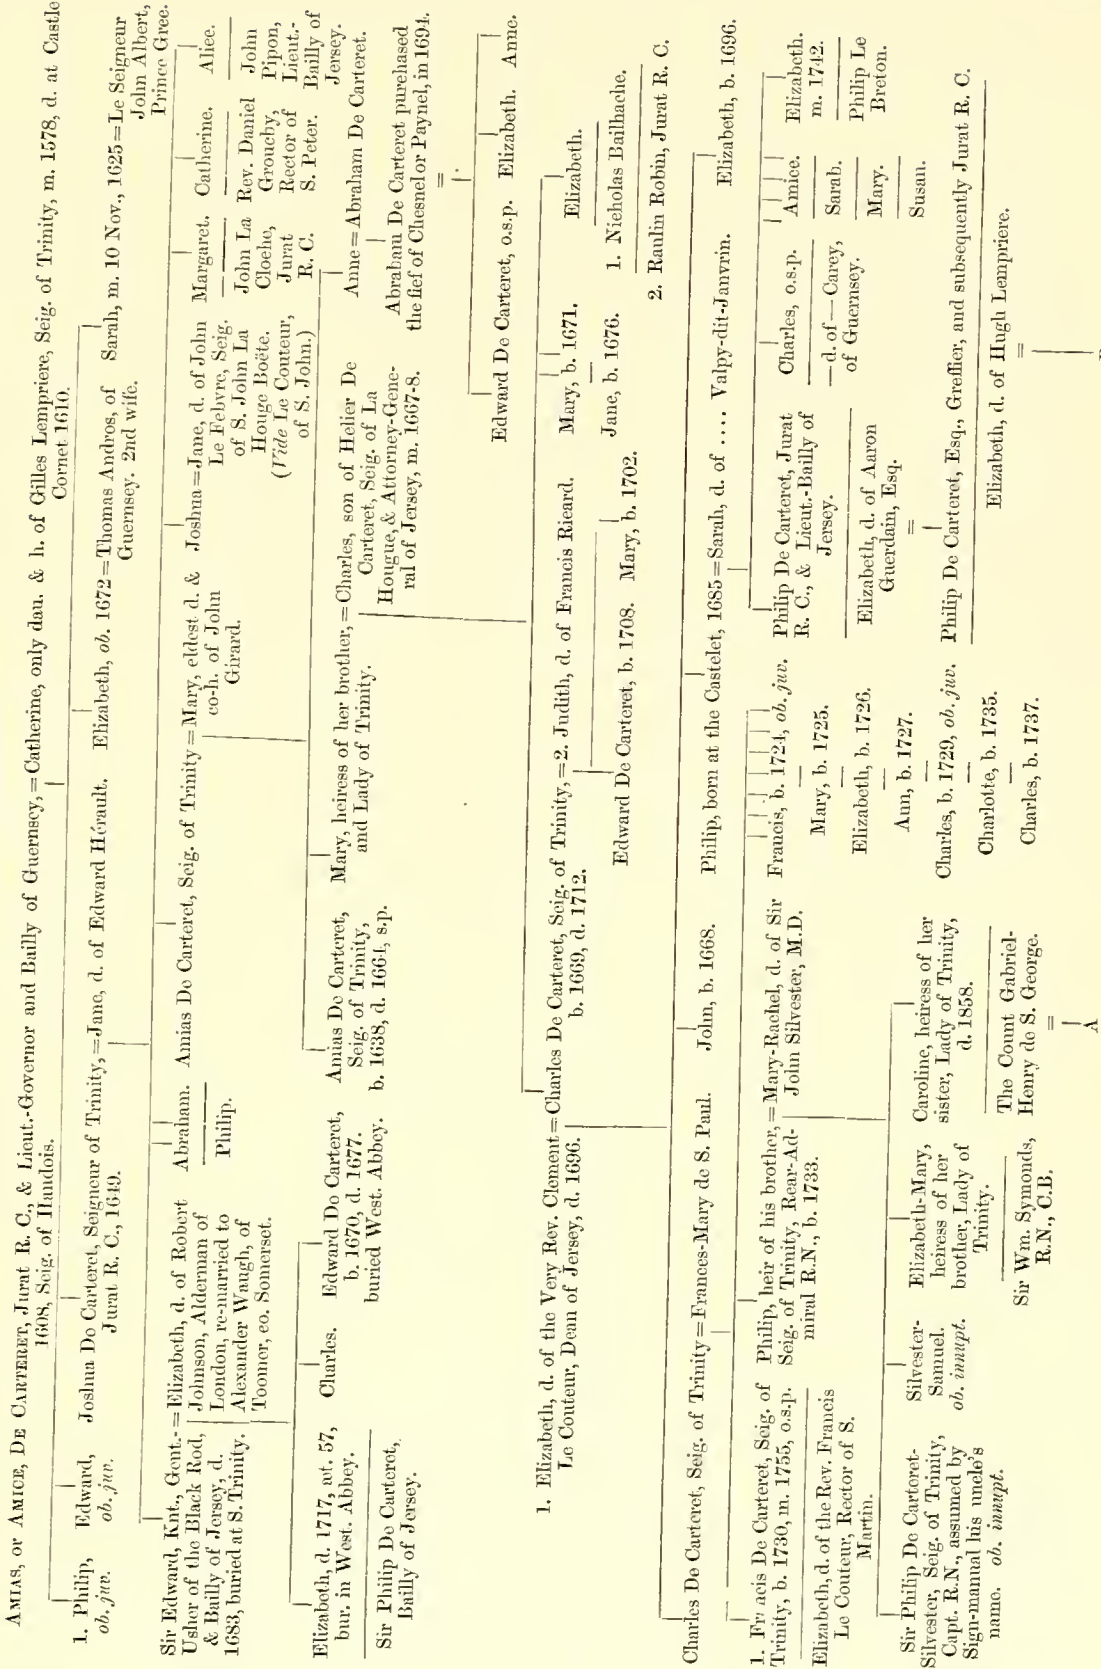 AMIAS, or AMICE, DE CARTERET, Jurat R. C., & Lieut.-Governor and Bailly of Guernsey,=Catherine, only dau. & h. of Gilles Lempriere, Seig. of Trinity, m. 1578, d. at Castle
1608, Seig. of Handois.
Cornet 1610.
1. Philip,
ob. juv.
Edward,
ob. juv.
Joshua De Carteret, Seigneur of Trinity,=Jane, d. of Edward Hérault.
Jurat R. C., 1649.
Elizabeth, ob. 1672=Thomas Andros, of
Guernsey. 2nd wife.
Sarah, m. 10 Nov., 1625=Le Seigneur
John Albert,
Prince Gree.
Sir Edward, Knt., Gent.-=Elizabeth, d. of Robert
Usher of the Black Rod,
& Bailly of Jersey, d.
1683, buried at S. Trinity.
Johnson, Alderman of
London, re-married to
Alexander Waugh, of
Toomer, co. Somerset.
Abraham.
Philip.
Amias De Carteret, Seig. of Trinity=Mary, eldest d. &
co-h. of John
Girard.
Joshua=Jane, d. of John
Le Febvre, Seig.
of S. John La
Houge Boëte.
(Vide Le Couteur,
of S. John.)
Margaret.
John La
Cloche,
Jurat
R. C.
Catherine.
Rev. Daniel
Grouchy,
Rector of
S. Peter.
Alice.
John
Pipon,
Lieut.-
Bailly of
Jersey.
Elizabeth, d. 1717, æt. 57,
bur. in West. Abbey.
Sir Philip De Carteret,
Bailly of Jersey.
Charles.
Edward De Carteret,
b. 1670, d. 1677.
buried West. Abbey.
Amias De Carteret,
Seig. of Trinity,
b. 1638, d. 1664, s.p.
Mary, heiress of her brother,=Charles, son of Helier De
and Lady of Trinity.
Carteret, Seig. of La
Hougue, & Attorney-Gene-
ral of Jersey, m. 1667-8.
Anne=Abraham De Carteret.
Abraham De Carteret purchased
the fief of Chesnel or Paynel, in 1694.
=
Edward De Carteret, o.s.p.
Elizabeth.
Anne.
1. Elizabeth, d. of the Very Rev. Clement=Charles De Carteret, Seig. of Trinity,=2. Judith, d. of Francis Ricard.
Le Couteur, Dean of Jersey, d. 1696.
b. 1669, d. 1712.
Mary, b. 1671.
Jane, b. 1676.
Elizabeth.
1. Nicholas Bailhache.
2. Raulin Robin, Jurat R. C.
Edward De Carteret, b. 1708.
Mary, b. 1702.
Charles De Carteret, Seig. of Trinity=Frances-Mary de S. Paul.
John, b. 1668.
Philip, born at the Castelet, 1685=Sarah, d. of .... Valpy-dit-Janvrin.
Elizabeth, b. 1696.
1. Francis De Carteret, Seig. of
Trinity, b. 1730, m. 1755, o.s.p.
Elizabeth, d. of the Rev. Francis
Le Couteur, Rector of S.
Martin.
Philip, heir of his brother,=Mary-Rachel, d. of Sir
Seig. of Trinity, Rear-Ad-
miral R.N., b. 1733.
John Silvester, M.D.
Francis, b. 1724, ob. juv.
Mary, b. 1725.
Elizabeth, b. 1726.
Ann, b. 1727.
Charles, b. 1729, ob. juv.
Charlotte, b. 1735
Charles, b. 1737.
Philip De Carteret, Jurat
R. C., & Lieut.-Bailly of
Jersey.
Elizabeth, d. of Aaron
Guerdain, Esq.
=
Charles, o.s.p.
—d. of —Carey,
of Guernsey.
Amice.
Sarah.
Mary.
Susan.
Elizabeth.
m. 1742.
Philip Le
Breton.
Philip De Carteret, Esq., Greffier, and subsequently Jurat R. C.
Elizabeth, d. of Hugh Lempriere.
=
Sir Philip De Carteret-
Silvester, Seig. of Trinity,
Capt. R.N., assumed by
Sign-manual his uncle's
name. ob. innupt.
Silvester-
Samuel.
ob. innupt.
Elizabeth-Mary,
heiress of her
brother, Lady of
Trinity.
Sir Wm. Symonds,
R.N., C.B.
Caroline, heiress of her
sister, Lady of Trinity,
d. 1858.
The Count Gabriel-
Henry de S. George.
=
A